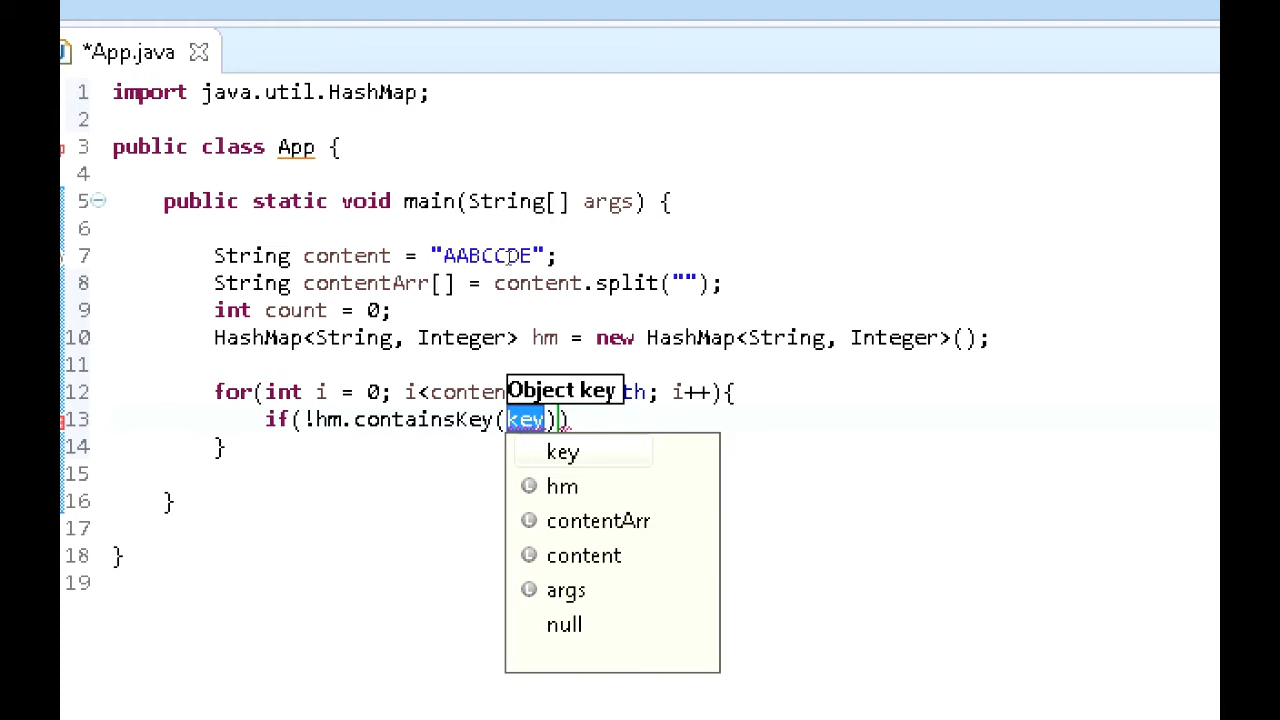 *App.java
1 import java.util.HashMap;
2
3 public class App {
4
5 public static void main(String[] args) {
6
7 String content = "AABCCDE";
8 String contentArr[] = content.split("");
9 int count = 0;
10 HashMap<String, Integer> hm = new HashMap<String, Integer>();
11
12 for(int i = 0; i<conten th; i++){
Object key
13 if(!hm.containsKey(key))
key
14 }
hm
contentArr
15
16 }
content
17
18 }
args
19
null